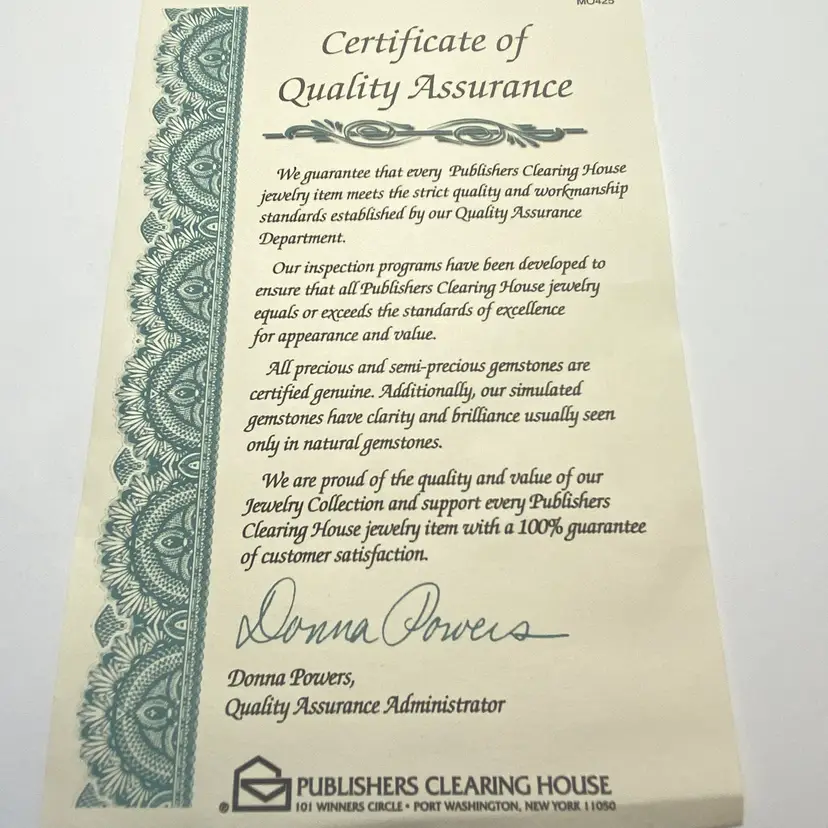 MO425
Certificate of
Quality Assurance
We guarantee that every Publishers Clearing House
jewelry item meets the strict quality and workmanship
standards established by our Quality Assurance
Department.
Our inspection programs have been developed to
ensure that all Publishers Clearing House jewelry
equals or exceeds the standards of excellence
for appearance and value.
All precious and semi-precious gemstones are
certified genuine. Additionally, our simulated
gemstones have clarity and brilliance usually seen
only in natural gemstones.
We are proud of the quality and value of our
Jewelry Collection and support every Publishers
Clearing House jewelry item with a 100% guarantee
of customer satisfaction.
Donna Powers
Donna Powers,
Quality Assurance Administrator
® PUBLISHERS CLEARING HOUSE
101 WINNERS CIRCLE • PORT WASHINGTON, NEW YORK 11050